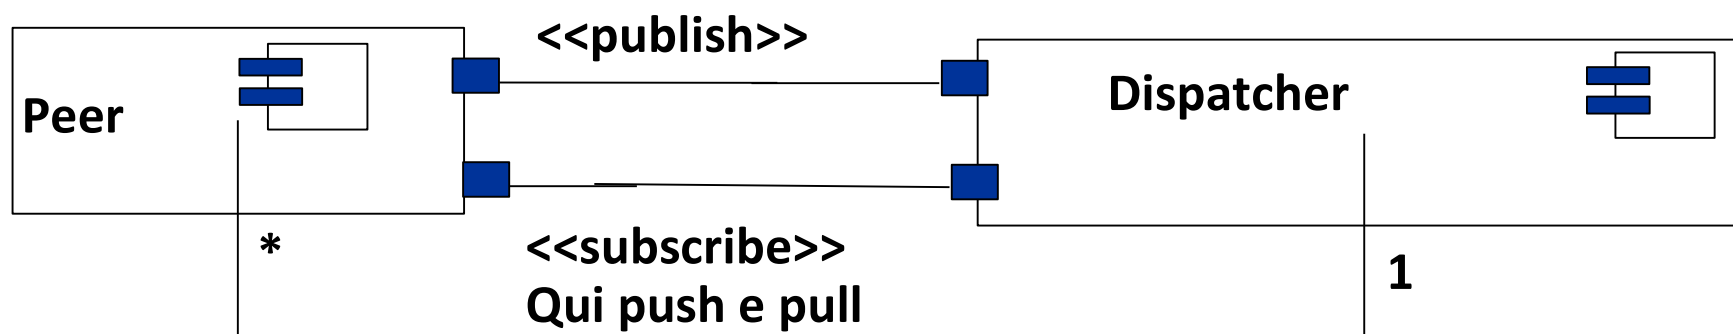 <<publish>>
Peer
Dispatcher
*
<<subscribe>>
Qui push e pull
1